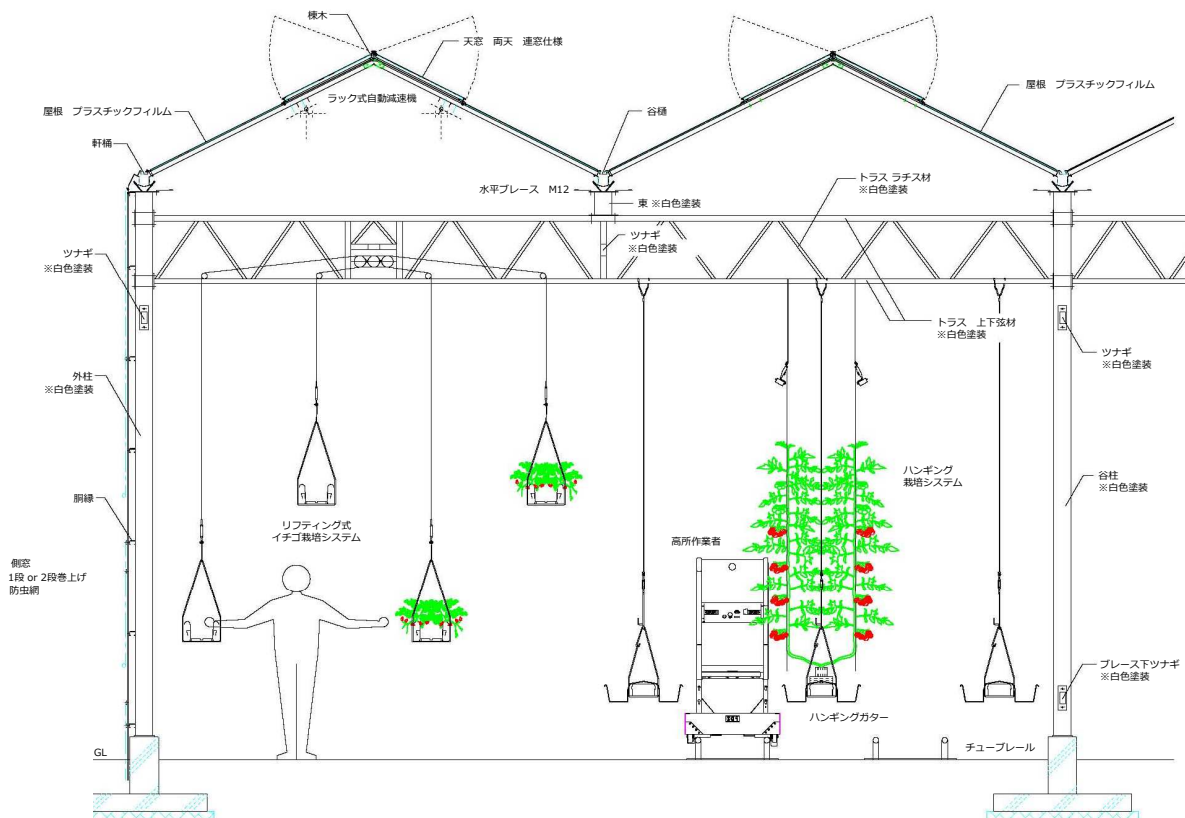 棟木
天窓　両天　連窓仕様
ラック式自動減速機
屋根　プラスチックフィルム
谷樋
屋根　プラスチックフィルム
軒桶
水平ブレース　M12
トラス ラチス材
※白色塗装
束 ※白色塗装
ツナギ
※白色塗装
ツナギ
※白色塗装
トラス　上下弦材
※白色塗装
ツナギ
※白色塗装
外柱
※白色塗装
ハンギング
栽培システム
谷柱
※白色塗装
胴縁
リフティング式
イチゴ栽培システム
高所作業者
側窓
1段 or 2段巻上げ
防虫網
ブレース下ツナギ
※白色塗装
ハンギングガター
GL
チューブレール